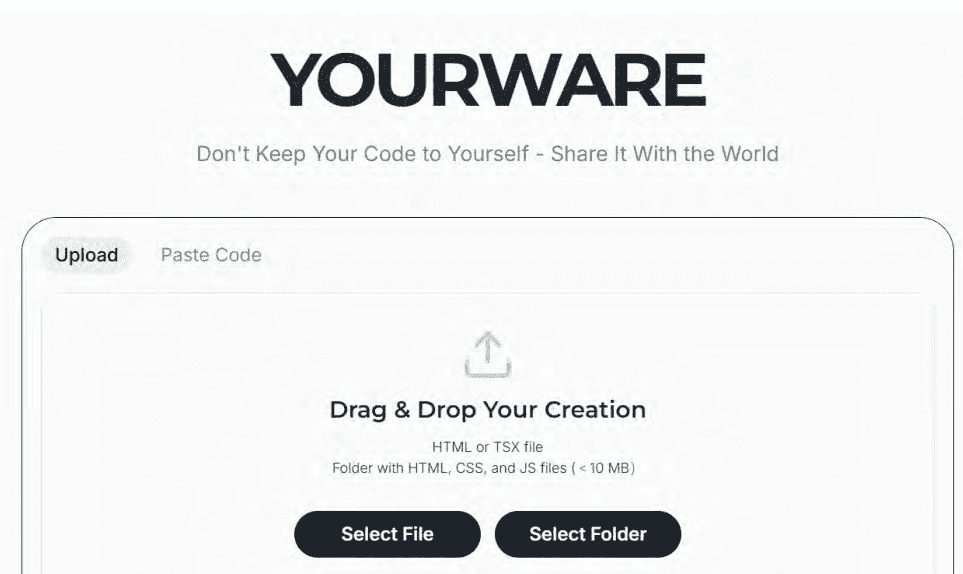 YOURWARE
Don't Keep Your Code to Yourself - Share It With the World
Upload Paste Code
Drag & Drop Your Creation
HTML or TSX file
Folder with HTML, CSS, and JS files ( < 10 MB)
Select File Select Folder